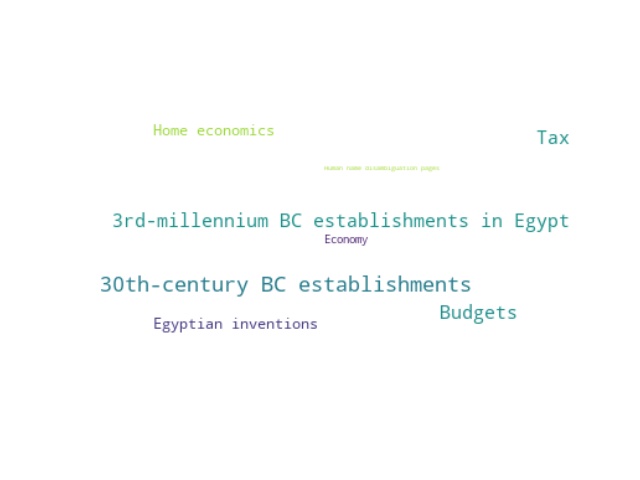 Home economics
Tax
Human name disambiguation pages
3rd-millennium BC establishments in Egypt
Economy
30th-century BC establishments
Budgets
Egyptian inventions